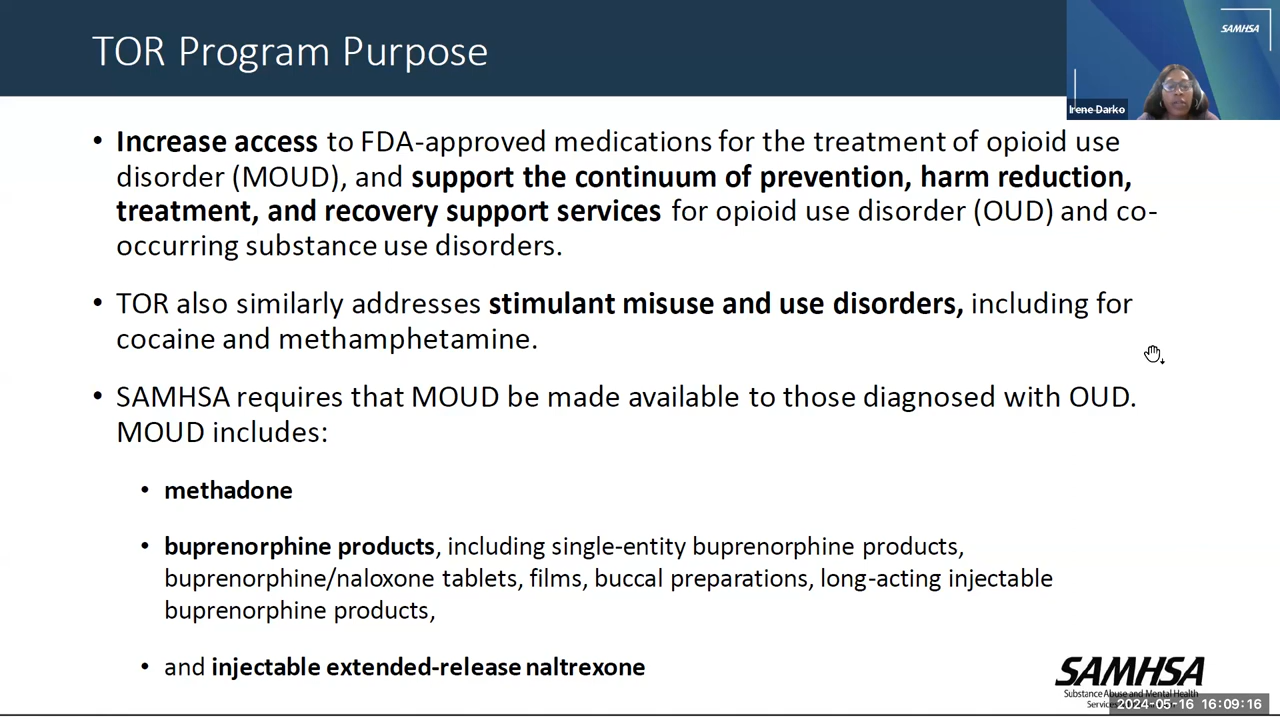 TOR Program Purpose
SAMHSA
Irene Darko
• Increase access to FDA-approved medications for the treatment of opioid use
disorder (MOUD), and support the continuum of prevention, harm reduction,
treatment, and recovery support services for opioid use disorder (OUD) and co-
occurring substance use disorders.
• TOR also similarly addresses stimulant misuse and use disorders, including for
cocaine and methamphetamine.
• SAMHSA requires that MOUD be made available to those diagnosed with OUD.
MOUD includes:
• methadone
• buprenorphine products, including single-entity buprenorphine products,
buprenorphine/naloxone tablets, films, buccal preparations, long-acting injectable
buprenorphine products,
• and injectable extended-release naltrexone
SAMHSA
Substance Abuse and Mental Health
Services
2024-05-16 16:09:16